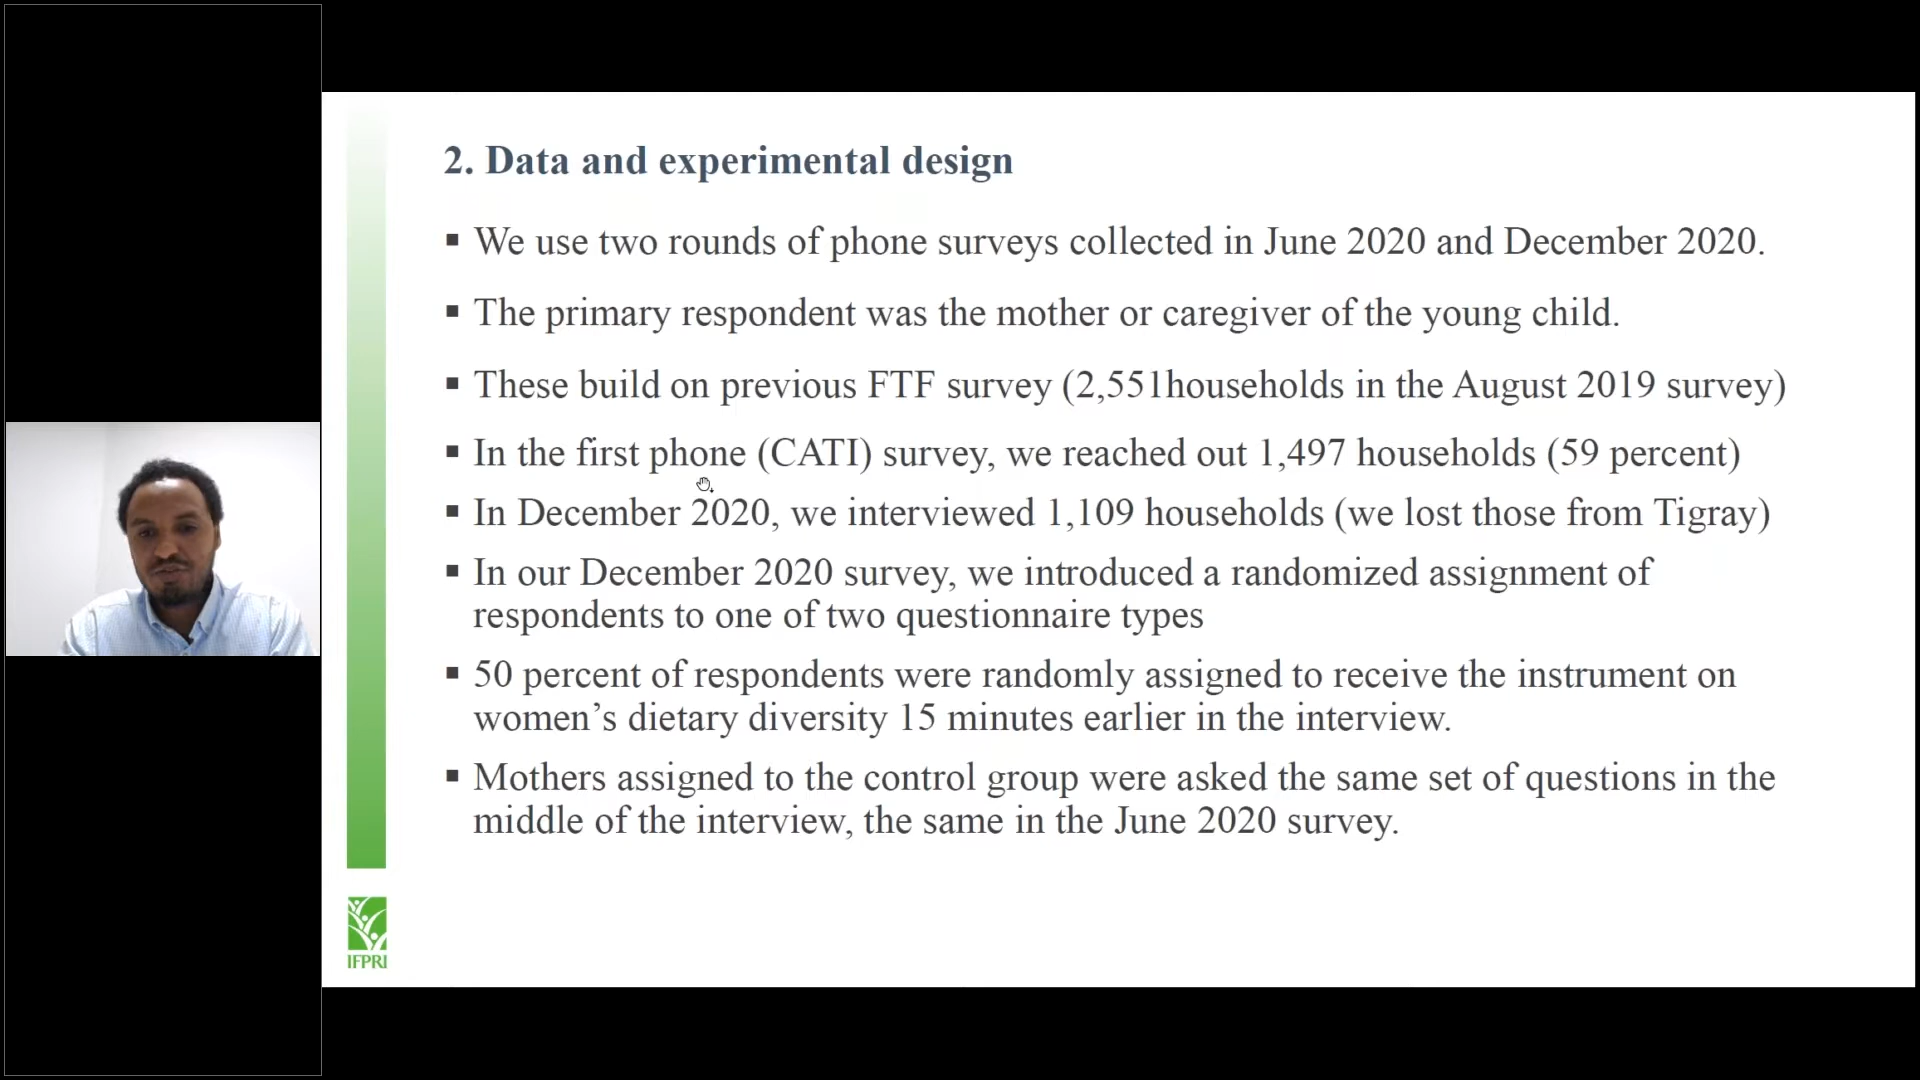 2. Data and experimental design
▪ We use two rounds of phone surveys collected in June 2020 and December 2020.
▪ The primary respondent was the mother or caregiver of the young child.
▪ These build on previous FTF survey (2,551households in the August 2019 survey)
▪ In the first phone (CATI) survey, we reached out 1,497 households (59 percent)
▪ In December 2020, we interviewed 1,109 households (we lost those from Tigray)
▪ In our December 2020 survey, we introduced a randomized assignment of
respondents to one of two questionnaire types
▪ 50 percent of respondents were randomly assigned to receive the instrument on
women’s dietary diversity 15 minutes earlier in the interview.
▪ Mothers assigned to the control group were asked the same set of questions in the
middle of the interview, the same in the June 2020 survey.
IFPRI